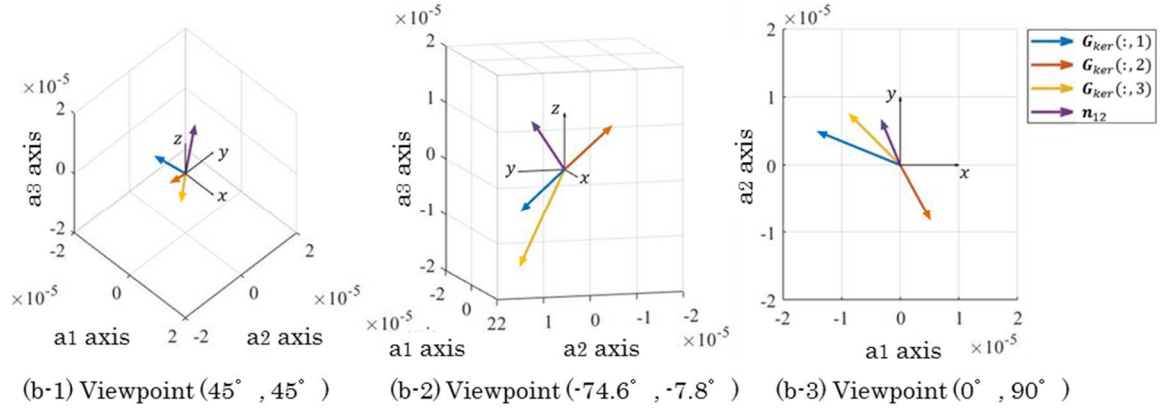 ×10⁻⁵
2
0
-2
a3 axis
z
y
x
-2
0
2
×10⁻⁵
a1 axis
2
0
-2
×10⁻⁵
a2 axis
(b-1) Viewpoint (45° , 45° )
×10⁻⁵
2
1
0
-1
-2
a3 axis
z
y
x
-2
0
2
×10⁻⁵
a1 axis
2
1
0
-1
-2
×10⁻⁵
a2 axis
(b-2) Viewpoint (-74.6° , -7.8° )
×10⁻⁵
2
1
0
-1
-2
a2 axis
y
x
-2
-1
0
1
2
×10⁻⁵
a1 axis
(b-3) Viewpoint (0° , 90° )
G_ker(:, 1)
G_ker(:, 2)
G_ker(:, 3)
n₁₂